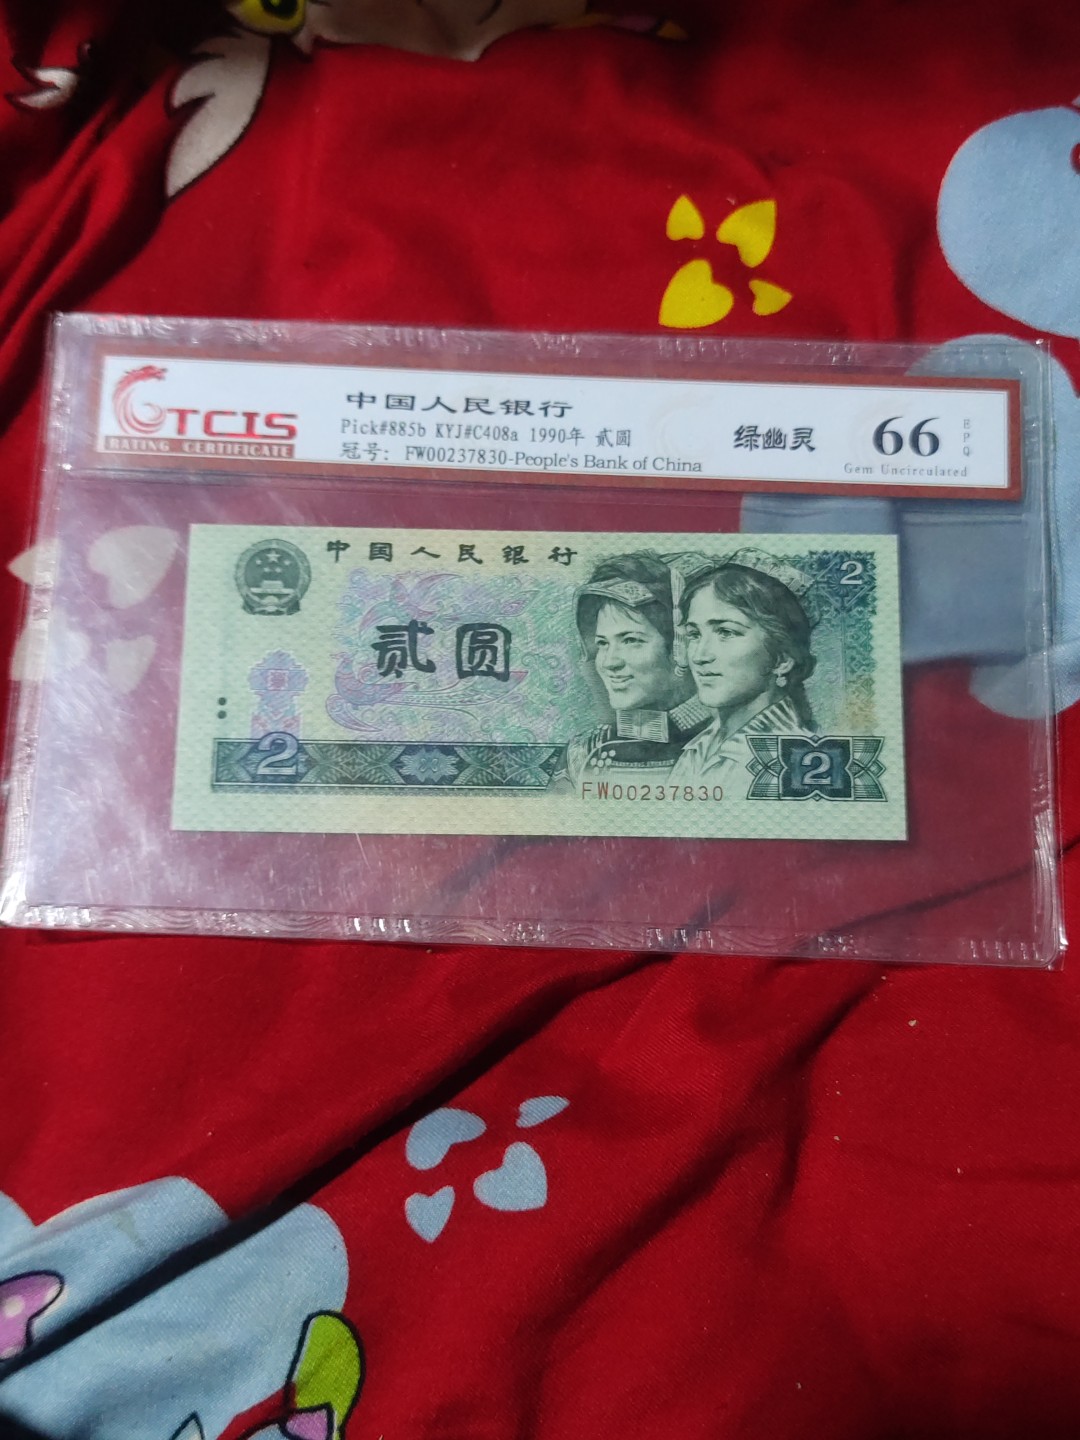 GTCIS
RATING CERTIFICATE
中国人民银行
Pick#885b KYJ#C408a 1990年 贰圆
冠号: FW00237830-People's Bank of China
绿幽灵
66
EPQ
Gem Uncirculated
中国人民银行
2
贰圆
2
FW00237830
2